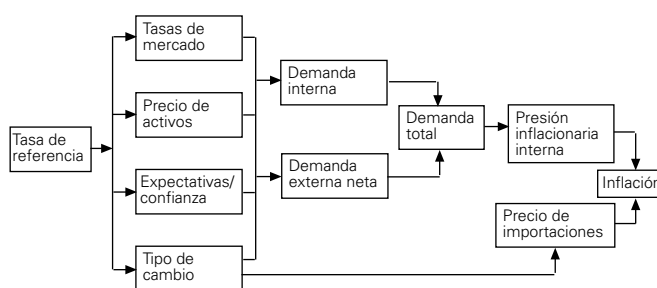 Tasa de
referencia
Tasas de
mercado
Precio de
activos
Expectativas/
confianza
Tipo de
cambio
Demanda
interna
Demanda
externa neta
Demanda
total
Presión
inflacionaria
interna
Precio de
importaciones
Inflación